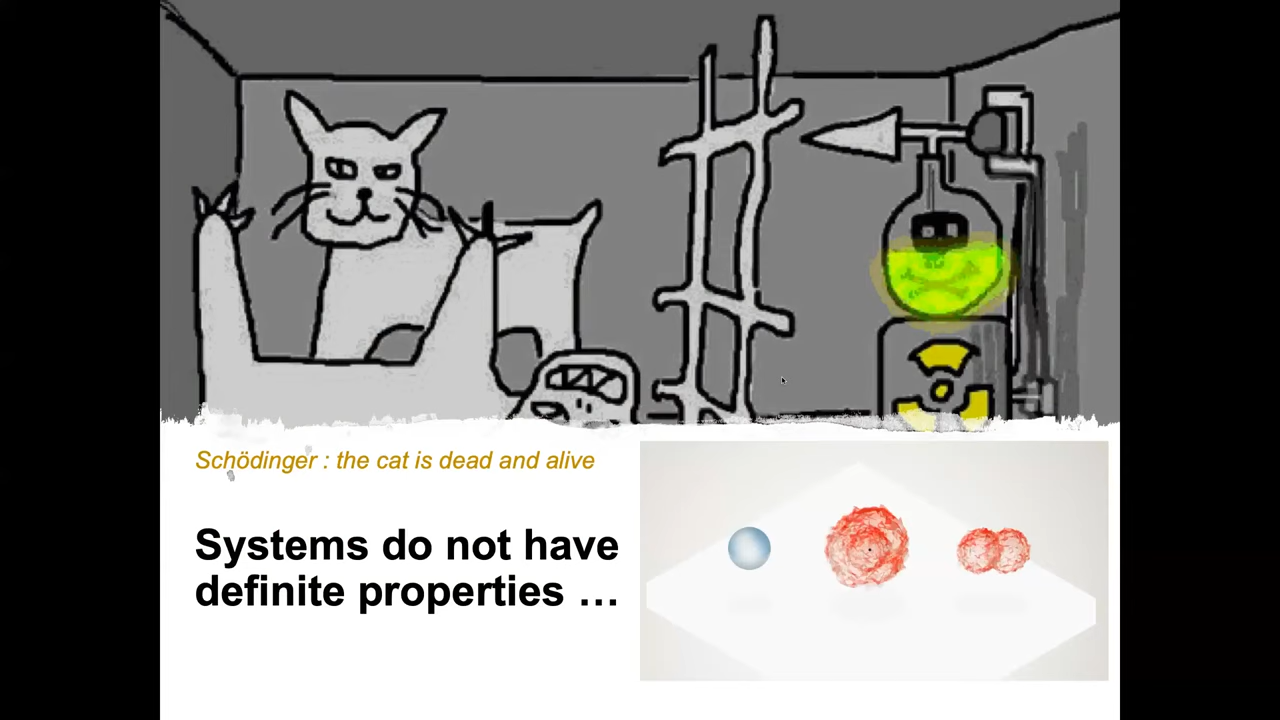 Schödinger : the cat is dead and alive
Systems do not have
definite properties …